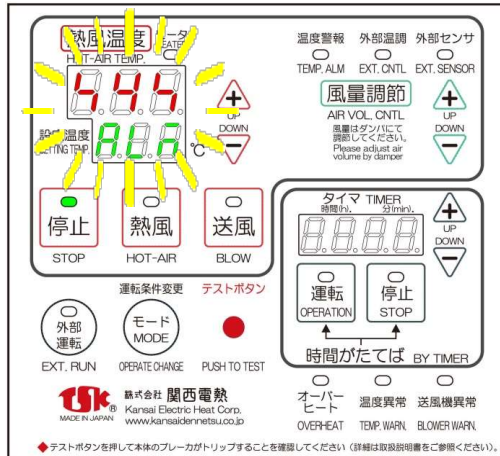 熱風温度
HOT-AIR TEMP.
温度警報 外部温調 外部センサ
TEMP. ALM EXT. CNTL EXT. SENSOR
UP
DOWN
ALA
設定温度
SETTING TEMP.
℃
風量調節
AIR VOL. CNTL
風量はダンパにて
調節してください。
Please adjust air
volume by damper
UP
DOWN
停止
STOP
熱風
HOT-AIR
送風
BLOW
タイマ TIMER
時間(h). 分(min).
8.8.8.8.
UP
DOWN
運転
OPERATION
停止
STOP
時間がたてば BY TIMER
運転条件変更 テストボタン
外部
運転
EXT. RUN
モード
MODE
OPERATE CHANGE
PUSH TO TEST
TSK®
MADE IN JAPAN
株式会社 関西電熱
Kansai Electric Heat Corp.
www.kansaidennetsu.co.jp
オーバー
ヒート
OVERHEAT
温度異常
TEMP. WARN.
送風機異常
BLOWER WARN.
◆テストボタンを押して本体のブレーカがトリップすることを確認してください（詳細は取扱説明書をご参照ください）。